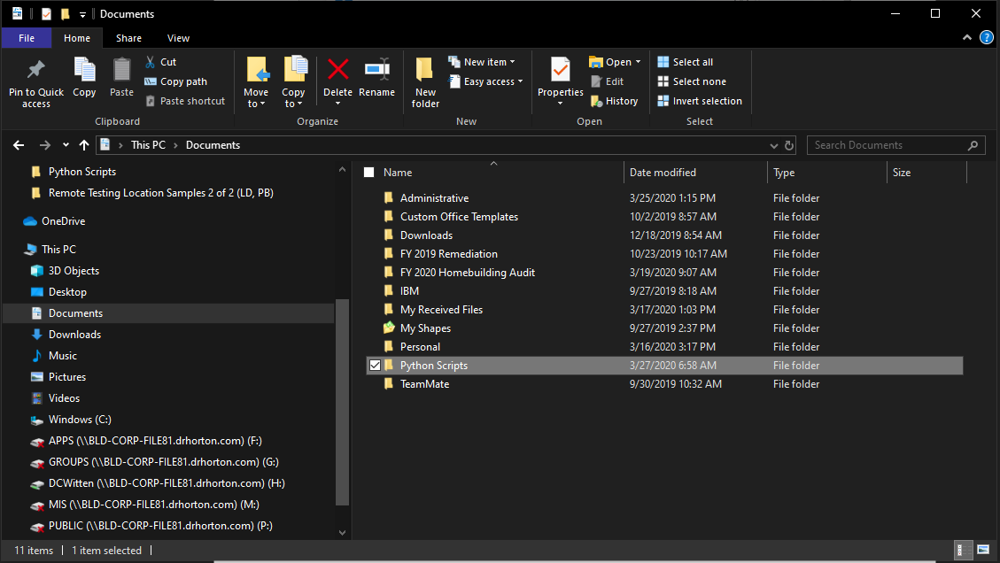 Documents
File Home Share View
Pin to Quick access
Copy
Paste
Cut
Copy path
Paste shortcut
Clipboard
Move to
Copy to
Delete
Rename
Organize
New folder
New item
Easy access
New
Properties
Open
Edit
History
Open
Select all
Select none
Invert selection
Select
This PC > Documents
Search Documents
Python Scripts
Remote Testing Location Samples 2 of 2 (LD, PB)
OneDrive
This PC
3D Objects
Desktop
Documents
Downloads
Music
Pictures
Videos
Windows (C:)
APPS (\\BLD-CORP-FILE81.drhorton.com) (F:)
GROUPS (\\BLD-CORP-FILE81.drhorton.com) (G:)
DCWitten (\\BLD-CORP-FILE81.drhorton.com) (H:)
MIS (\\BLD-CORP-FILE81.drhorton.com) (M:)
PUBLIC (\\BLD-CORP-FILE81.drhorton.com) (P:)
Name Date modified Type Size
Administrative 3/25/2020 1:15 PM File folder
Custom Office Templates 10/2/2019 8:57 AM File folder
Downloads 12/18/2019 8:54 AM File folder
FY 2019 Remediation 10/23/2019 10:17 AM File folder
FY 2020 Homebuilding Audit 3/19/2020 9:07 AM File folder
IBM 9/27/2019 8:18 AM File folder
My Received Files 3/17/2020 1:03 PM File folder
My Shapes 9/27/2019 2:37 PM File folder
Personal 3/16/2020 3:17 PM File folder
Python Scripts 3/27/2020 6:58 AM File folder
TeamMate 9/30/2019 10:32 AM File folder
11 items 1 item selected